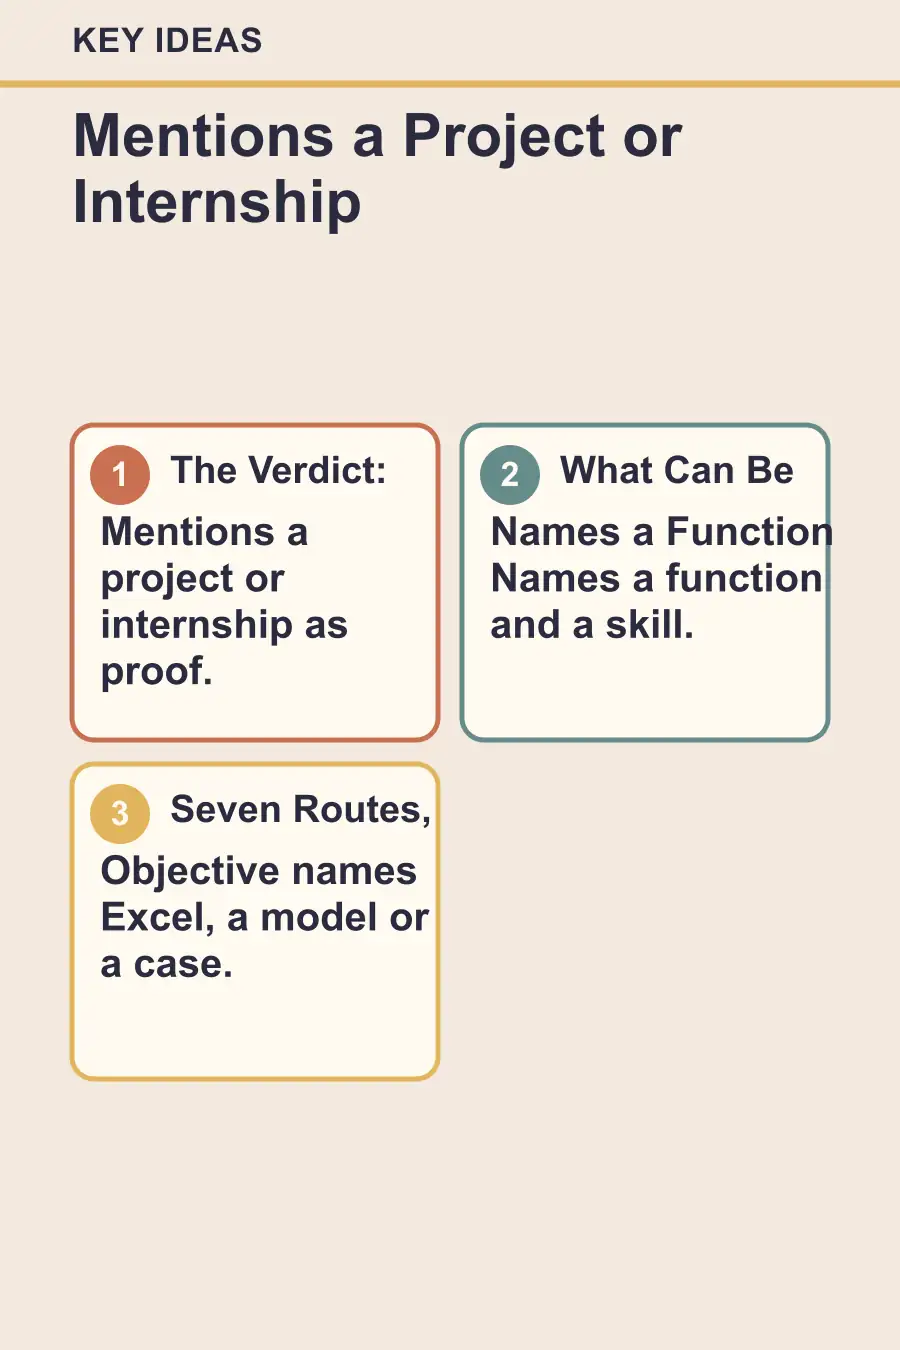 KEY IDEAS
Mentions a Project or
Internship
1
The Verdict:
Mentions a
project or
internship as
proof.
2
What Can Be
Names a Function
Names a function
and a skill.
3
Seven Routes,
Objective names
Excel, a model or
a case.